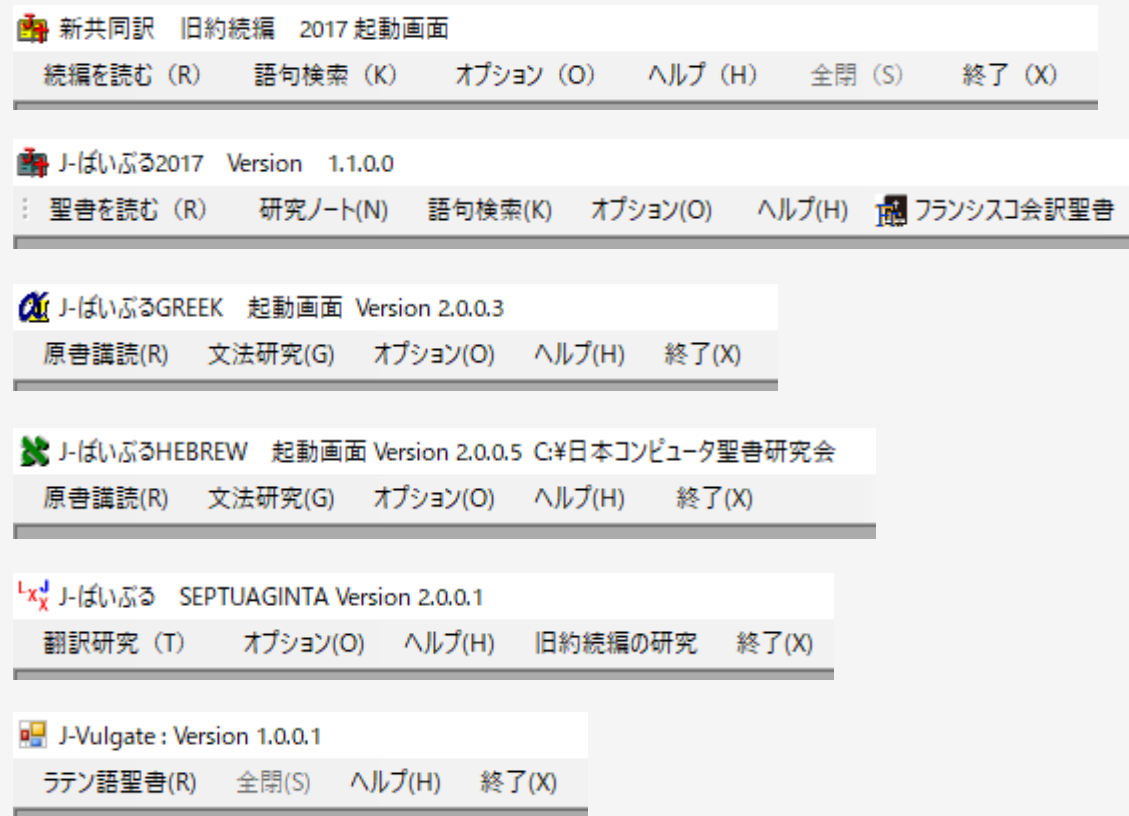 新共同訳　旧約続編　2017 起動画面
続編を読む（R）　語句検索（K）　オプション（O）　ヘルプ（H）　全閉（S）　終了（X）
J-ばいぶる2017　Version　1.1.0.0
聖書を読む（R）　研究ノート(N)　語句検索(K)　オプション(O)　ヘルプ(H)　フランシスコ会訳聖書
J-ばいぶるGREEK　起動画面 Version 2.0.0.3
原書講読(R)　文法研究(G)　オプション(O)　ヘルプ(H)　終了(X)
J-ばいぶるHEBREW　起動画面 Version 2.0.0.5 C:¥日本コンピュータ聖書研究会
原書講読(R)　文法研究(G)　オプション(O)　ヘルプ(H)　終了(X)
LXX J J-ばいぶる　SEPTUAGINTA Version 2.0.0.1
翻訳研究（T）　オプション(O)　ヘルプ(H)　旧約続編の研究　終了(X)
J-Vulgate : Version 1.0.0.1
ラテン語聖書(R)　全閉(S)　ヘルプ(H)　終了(X)